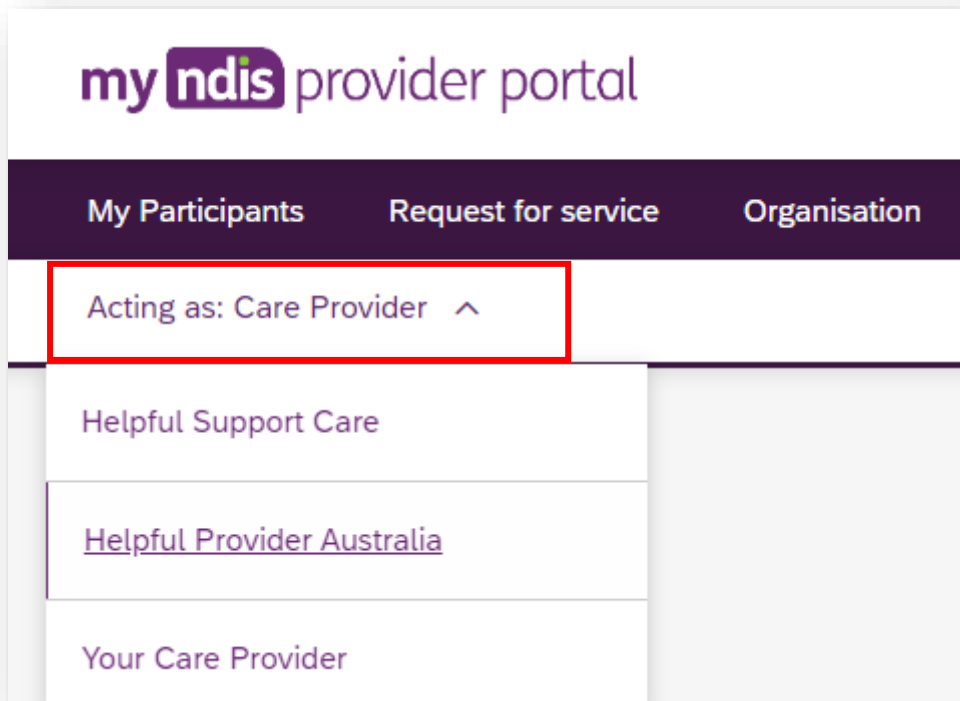 my ndis provider portal
My Participants Request for service Organisation
Acting as: Care Provider
Helpful Support Care
Helpful Provider Australia
Your Care Provider